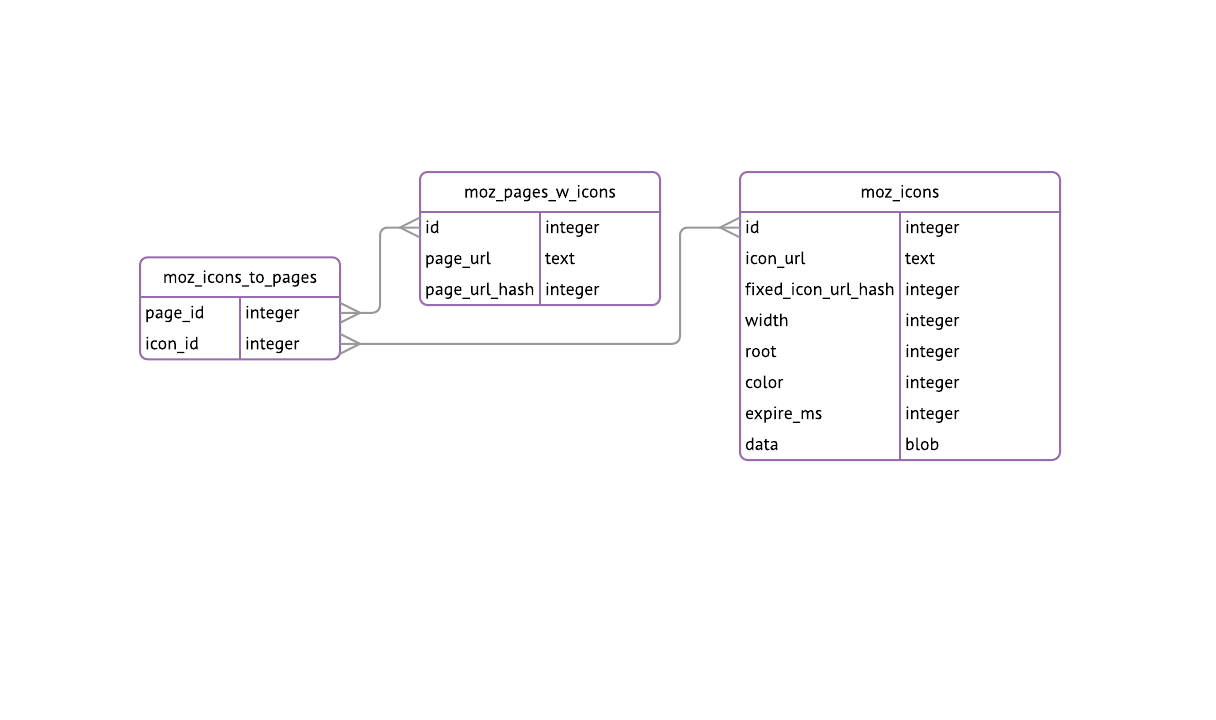 moz_pages_w_icons
id integer
page_url text
page_url_hash integer
moz_icons
id integer
icon_url text
fixed_icon_url_hash integer
width integer
root integer
color integer
expire_ms integer
data blob
moz_icons_to_pages
page_id integer
icon_id integer